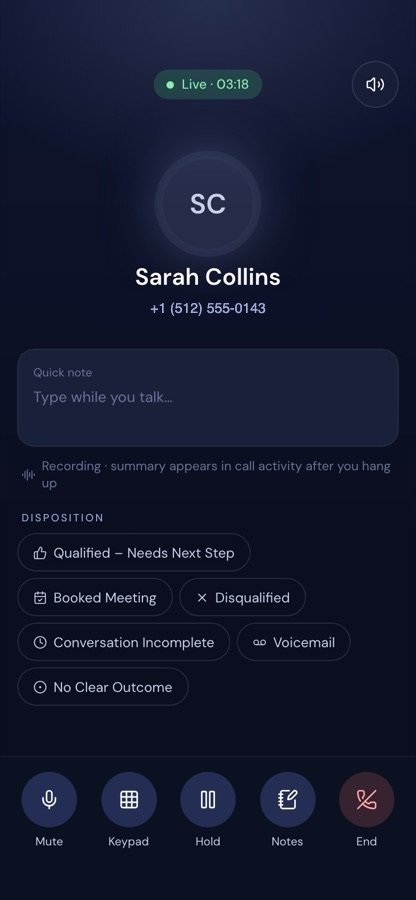 Live · 03:18
SC
Sarah Collins
+1 (512) 555-0143
Quick note
Type while you talk...
Recording · summary appears in call activity after you hang
up
DISPOSITION
Qualified – Needs Next Step
Booked Meeting
Disqualified
Conversation Incomplete
Voicemail
No Clear Outcome
Mute
Keypad
Hold
Notes
End